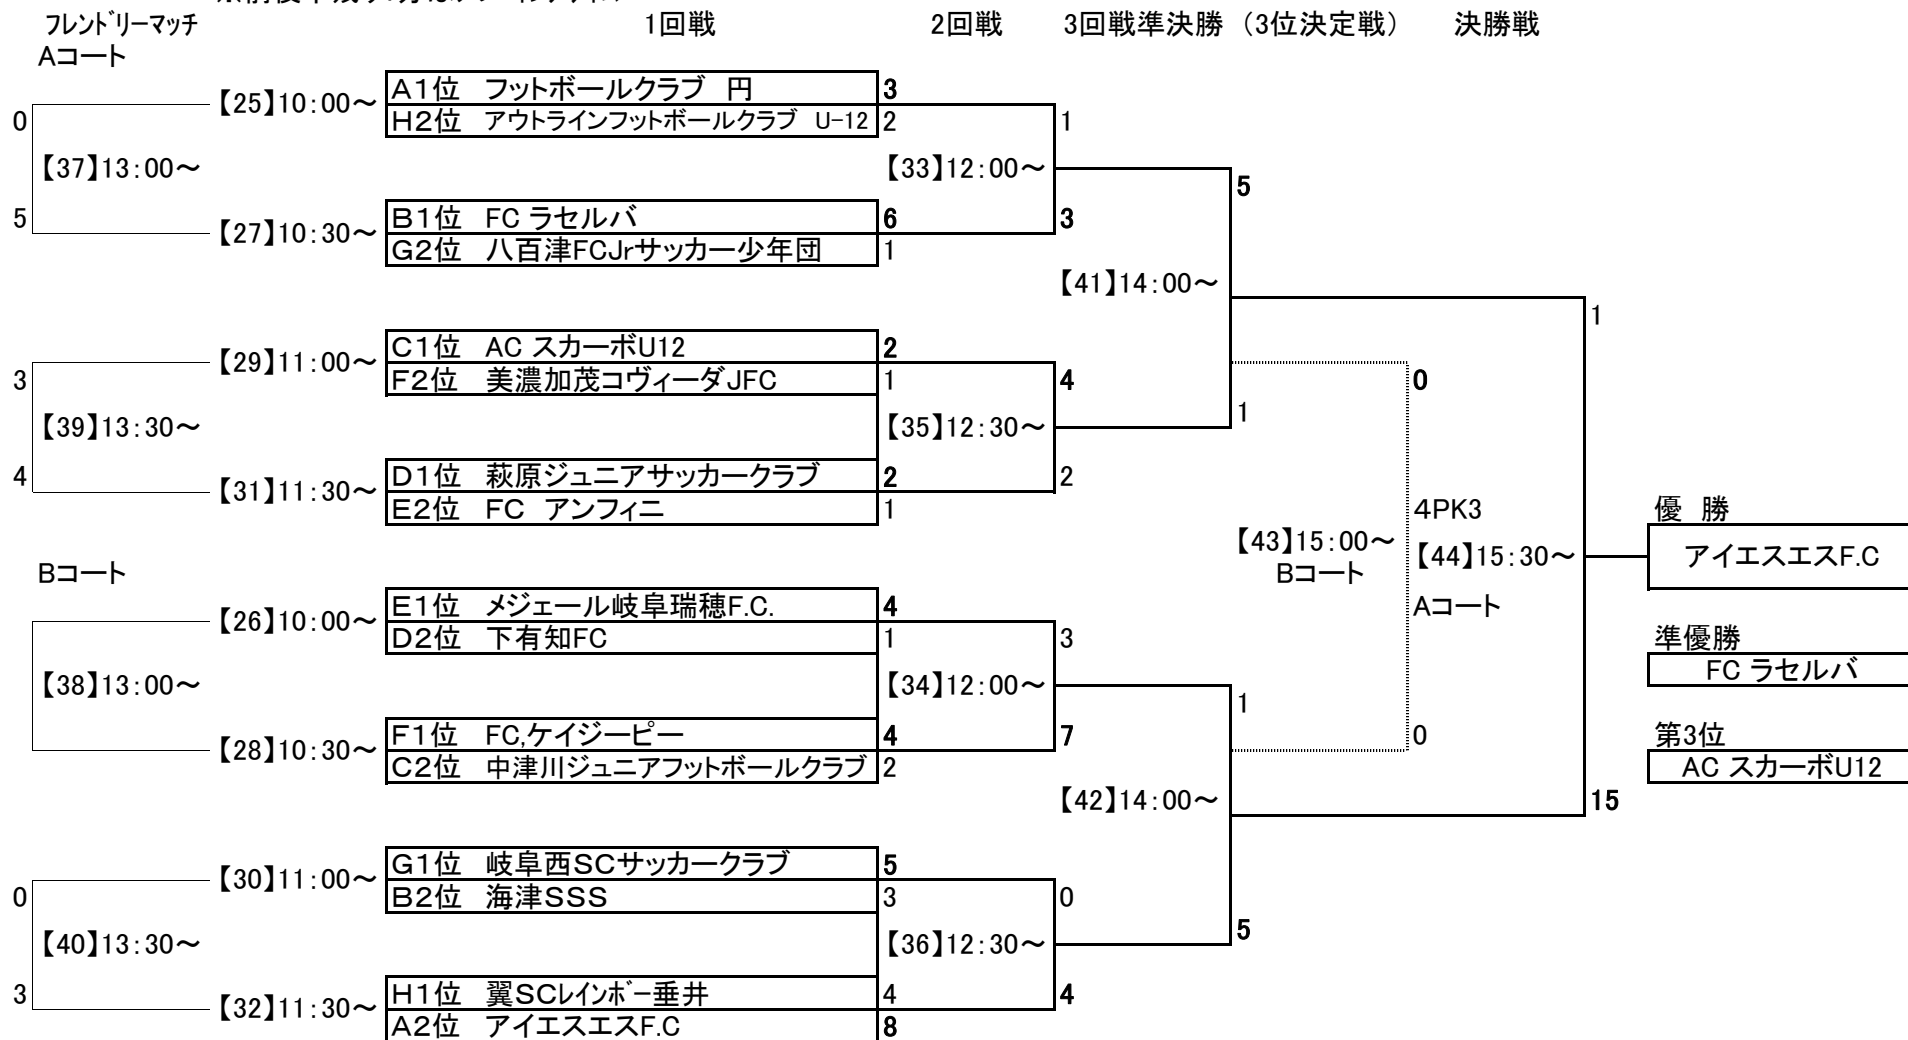 フレンドリーマッチ 1回戦 2回戦 3回戦準決勝 （3位決定戦） 決勝戦
Aコート
【25】10:00～ A1位 フットボールクラブ 円 3
0 H2位 アウトラインフットボールクラブ U-12 2 1
【37】13:00～ 【33】12:00～
5
5 【27】10:30～ B1位 FC ラセルバ 6 3
G2位 八百津FCJrサッカー少年団 1
【41】14:00～
1
【29】11:00～ C1位 AC スカーボU12 2
3 F2位 美濃加茂コヴィーダJFC 1 4 0
【39】13:30～ 【35】12:30～ 1
4 【31】11:30～ D1位 萩原ジュニアサッカークラブ 2 2
E2位 FC アンフィニ 1 4PK3 優 勝
【43】15:00～ 【44】15:30～ アイエスエスF.C
Bコート Bコート
【26】10:00～ E1位 メジェール岐阜瑞穂F.C. 4 Aコート
D2位 下有知FC 1 3 準優勝
【38】13:00～ 【34】12:00～ 1 FC ラセルバ
【28】10:30～ F1位 FC,ケイジーピー 4 7 0 第3位
C2位 中津川ジュニアフットボールクラブ 2 AC スカーボU12
【42】14:00～ 15
【30】11:00～ G1位 岐阜西SCサッカークラブ 5
0 B2位 海津SSS 3 0
【40】13:30～ 【36】12:30～ 5
3 【32】11:30～ H1位 翼SCレインボー垂井 4 4
A2位 アイエスエスF.C 8